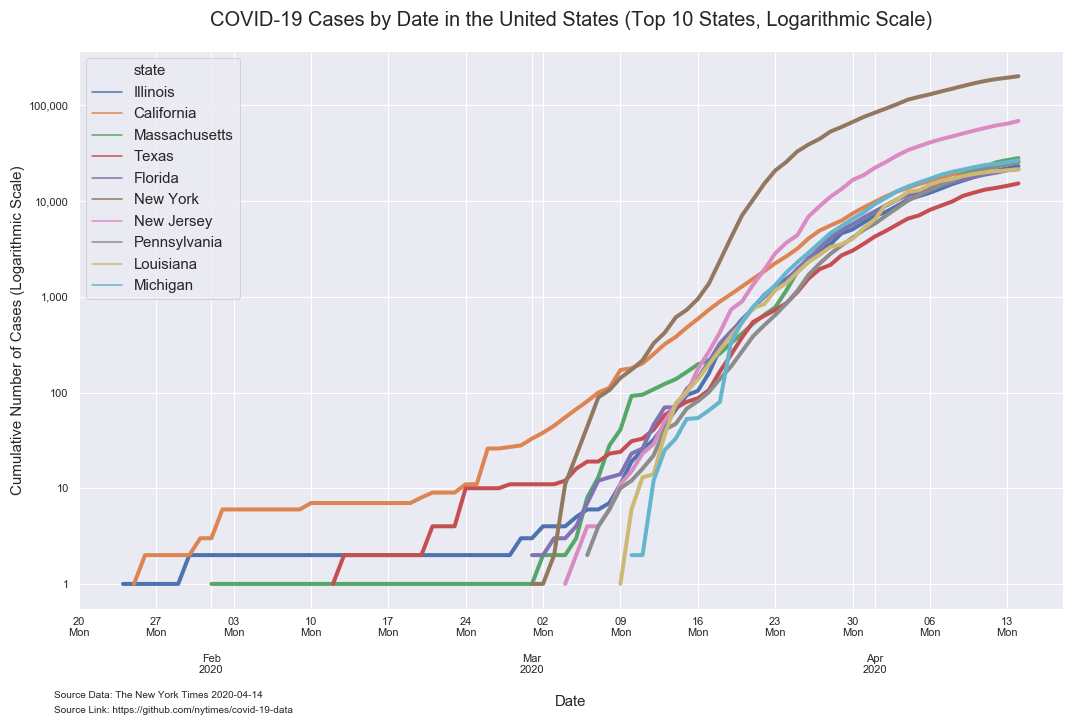 COVID-19 Cases by Date in the United States (Top 10 States, Logarithmic Scale)
Cumulative Number of Cases (Logarithmic Scale)
100,000
10,000
1,000
100
10
1
state
Illinois
California
Massachusetts
Texas
Florida
New York
New Jersey
Pennsylvania
Louisiana
Michigan
20 27 03 10 17 24 02 09 16 23 30 06 13
Mon Mon Mon Mon Mon Mon Mon Mon Mon Mon Mon Mon Mon
Feb Mar Apr
2020 2020 2020
Date
Source Data: The New York Times 2020-04-14
Source Link: https://github.com/nytimes/covid-19-data